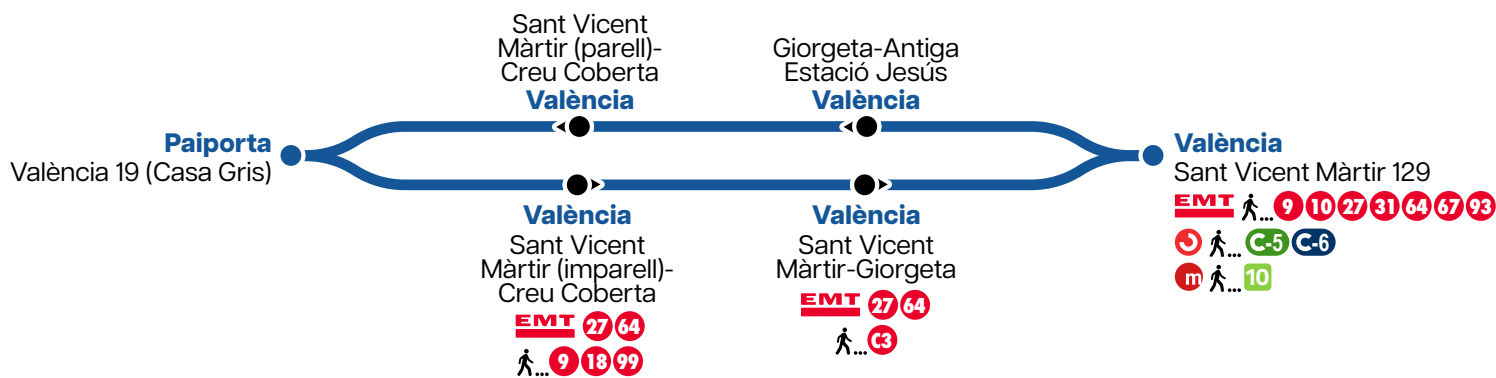 Sant Vicent
Màrtir (parell)-
Creu Coberta
València
Giorgeta-Antiga
Estació Jesús
València
Paiporta
València 19 (Casa Gris)
València
Sant Vicent Màrtir 129
EMT ... 9 10 27 31 64 67 93
... C-5 C-6
m ... 10
València
Sant Vicent
Màrtir (imparell)-
Creu Coberta
EMT 27 64
... 9 18 99
València
Sant Vicent
Màrtir-Giorgeta
EMT 27 64
... C3